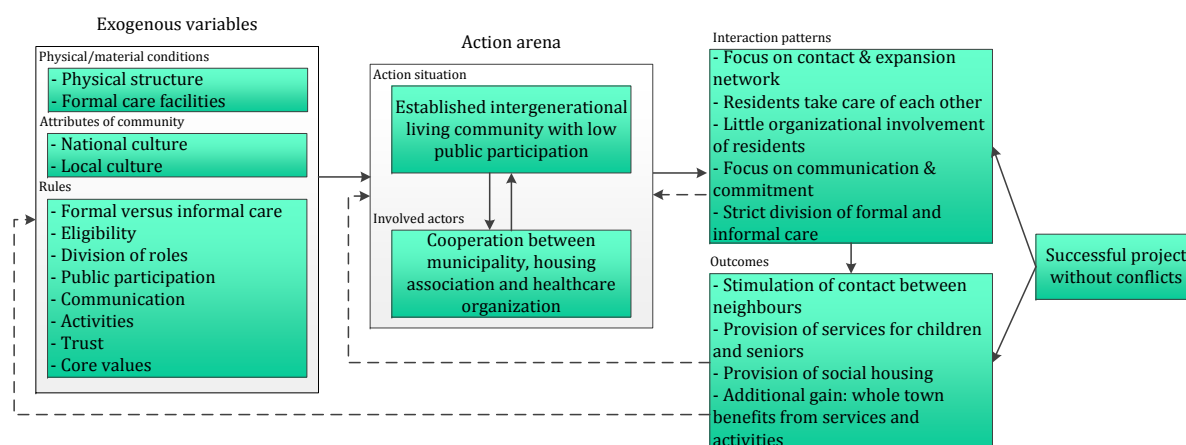 Exogenous variables
Physical/material conditions
- Physical structure
- Formal care facilities
Attributes of community
- National culture
- Local culture
Rules
- Formal versus informal care
- Eligibility
- Division of roles
- Public participation
- Communication
- Activities
- Trust
- Core values
Action arena
Action situation
Established intergenerational
living community with low
public participation
Involved actors
Cooperation between
municipality, housing
association and healthcare
organization
Interaction patterns
- Focus on contact & expansion
network
- Residents take care of each other
- Little organizational involvement
of residents
- Focus on communication &
commitment
- Strict division of formal and
informal care
Outcomes
- Stimulation of contact between
neighbours
- Provision of services for children
and seniors
- Provision of social housing
- Additional gain: whole town
benefits from services and
activities
Successful project
without conflicts